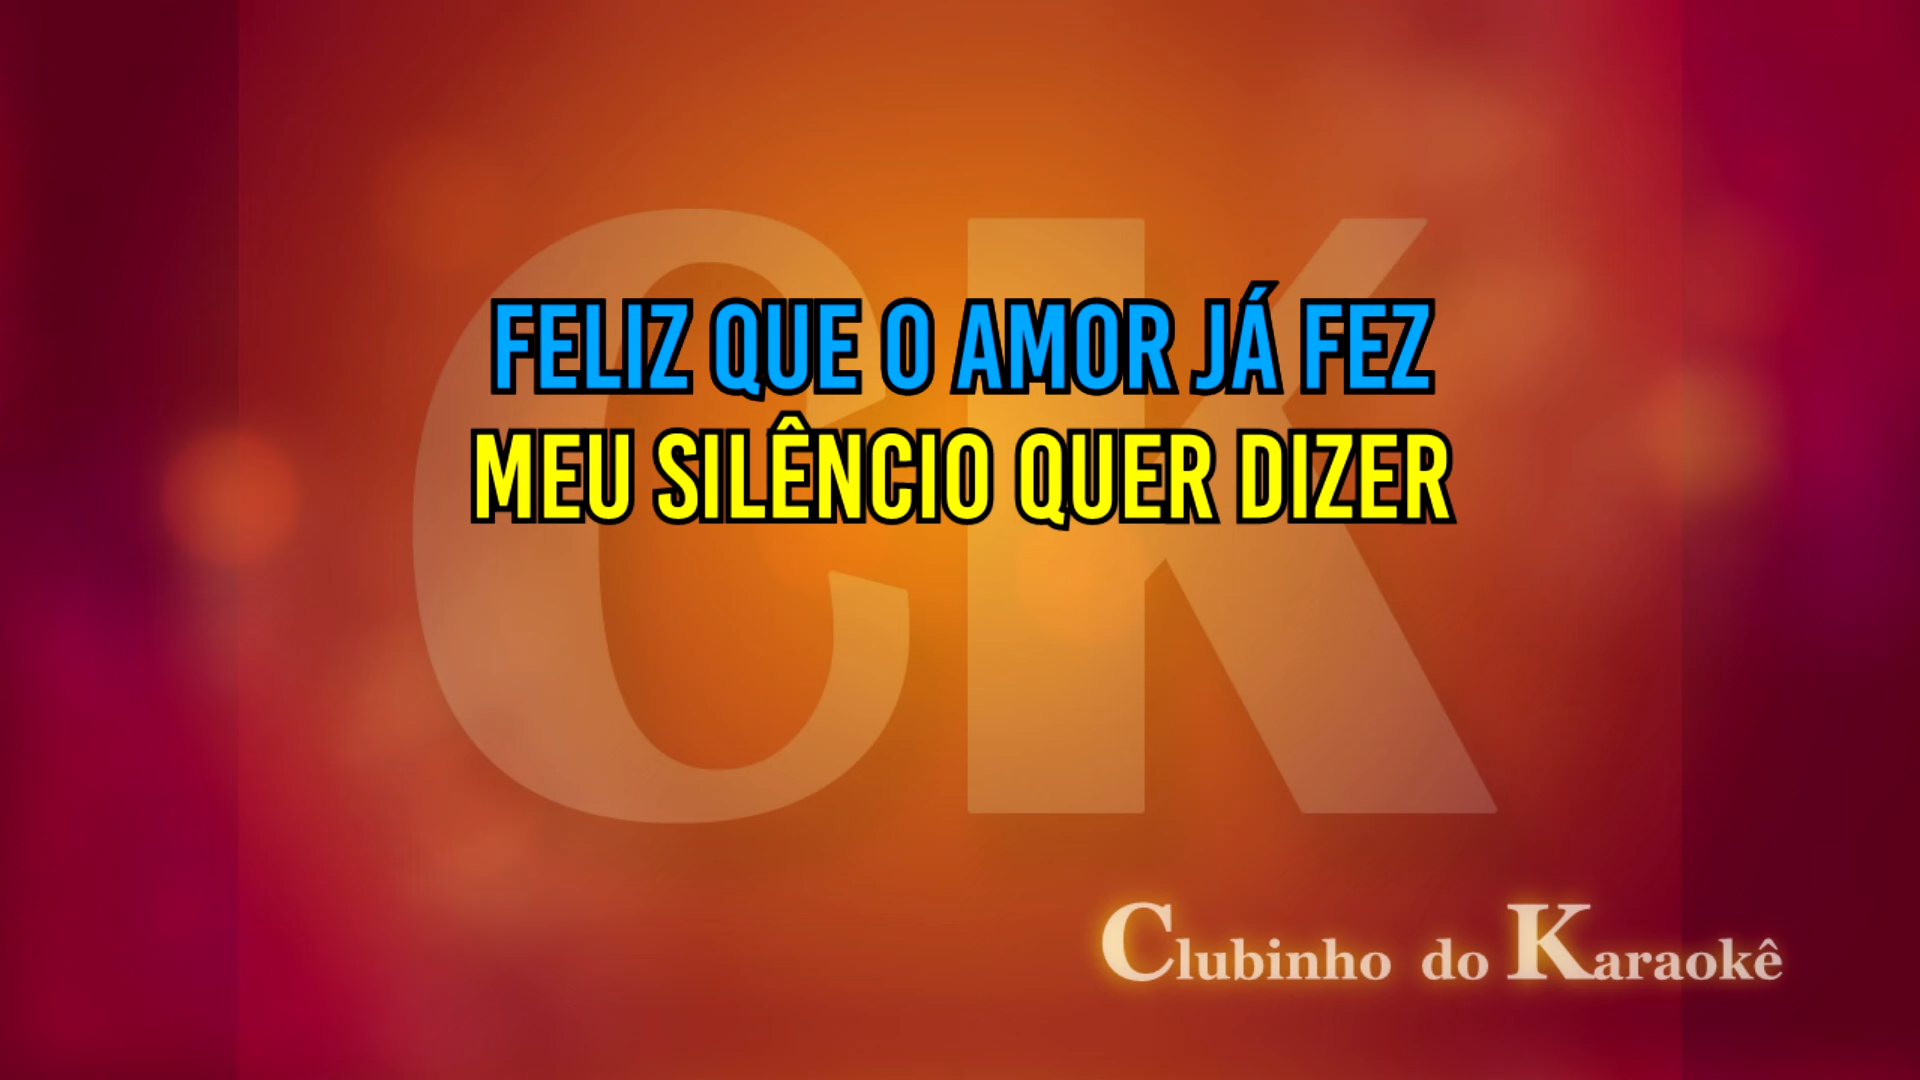 FELIZ QUE O AMOR JÁ FEZ
MEU SILÊNCIO QUER DIZER
CK
Clubinho do Karaokê